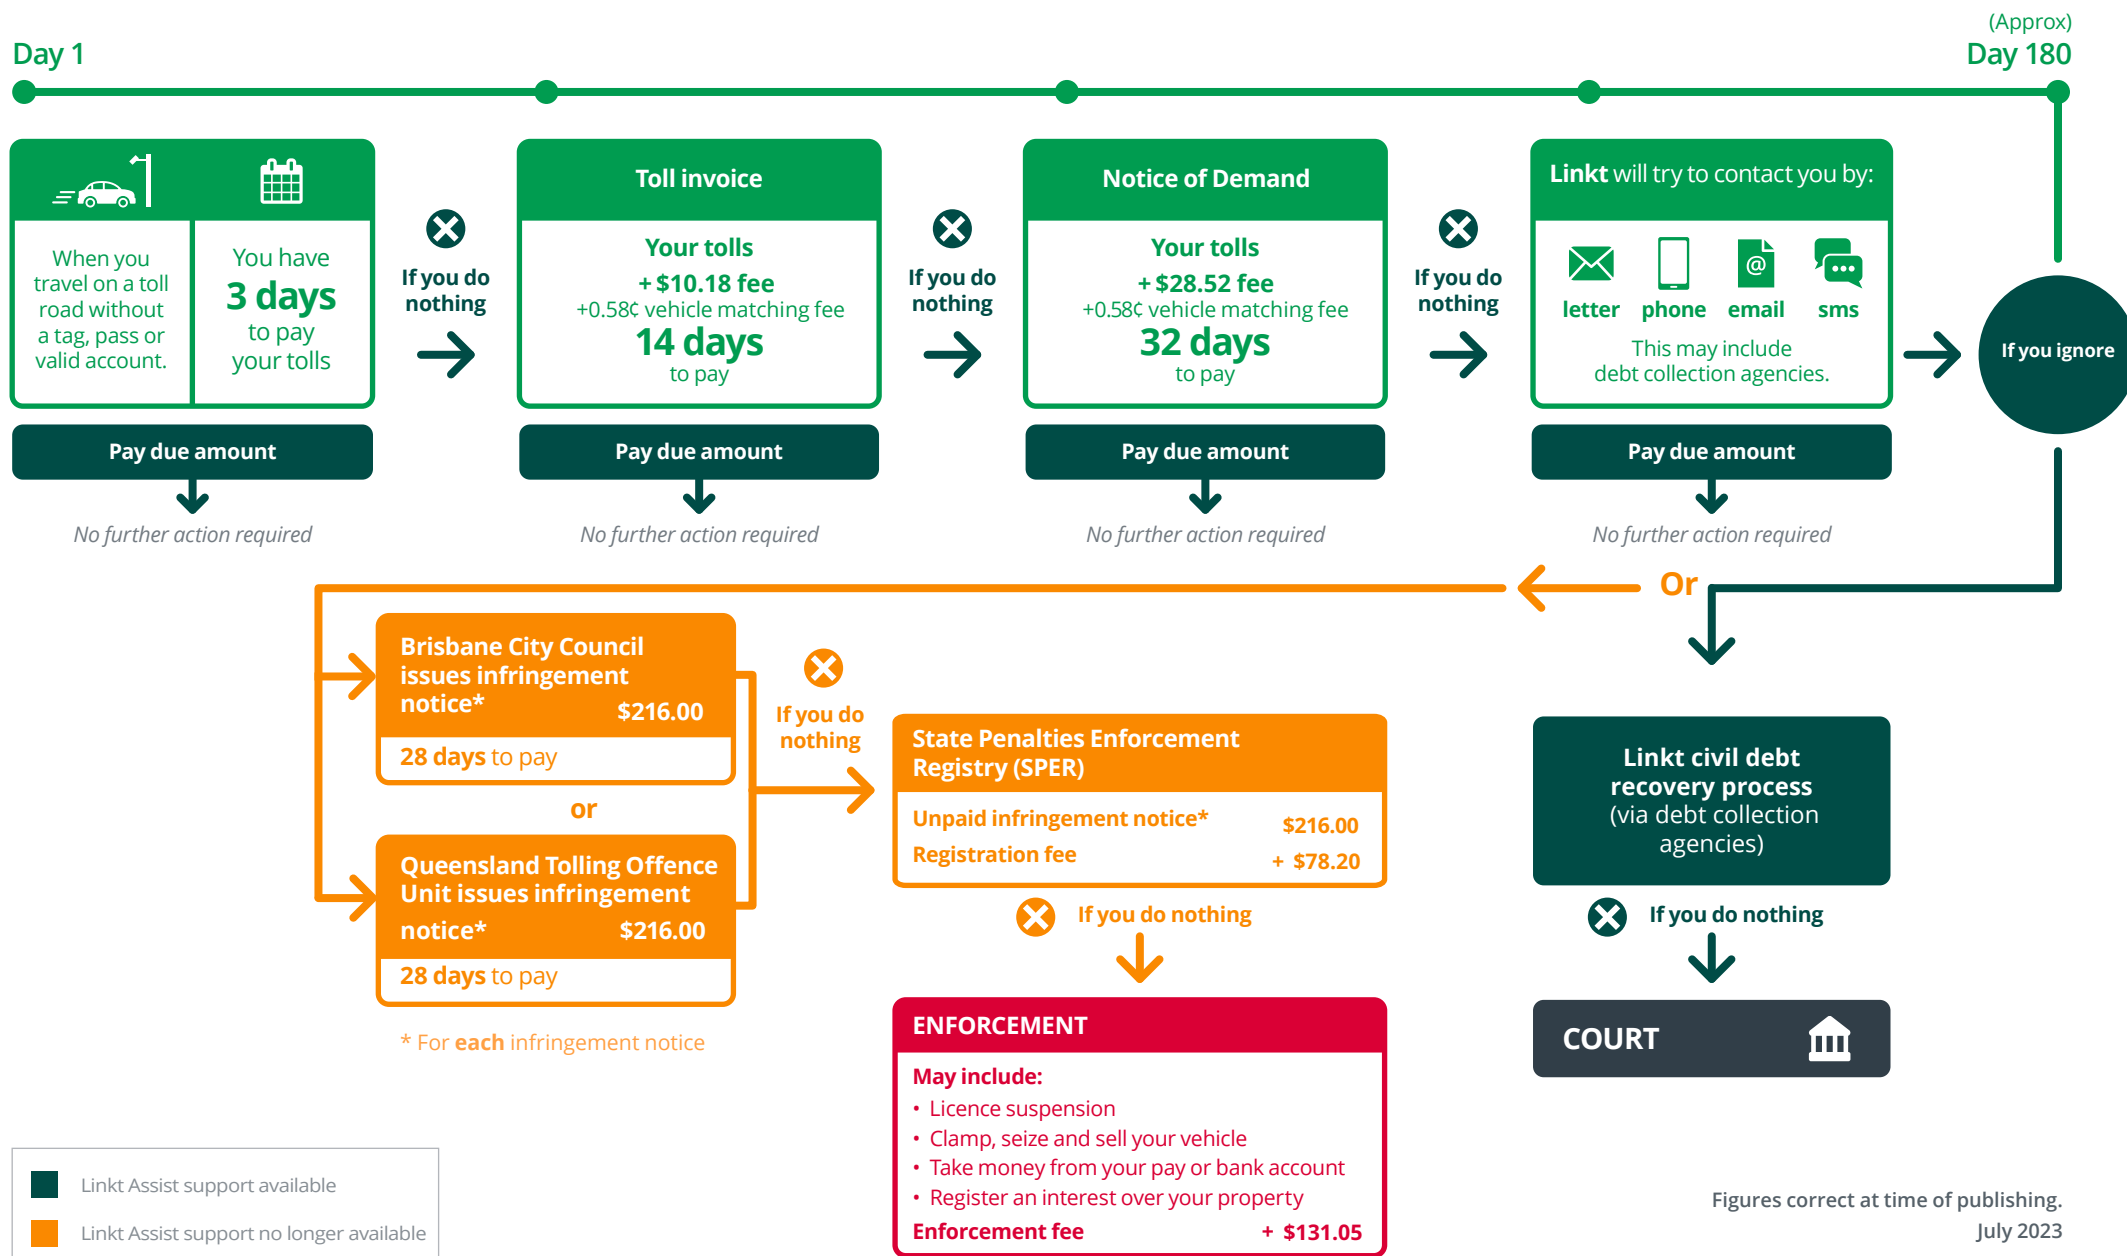 (Approx)
Day 1
Day 180
When you
travel on a toll
road without
a tag, pass or
valid account.
You have
3 days
to pay
your tolls
If you do
nothing
Toll invoice
Your tolls
+ $10.18 fee
+0.58¢ vehicle matching fee
14 days
to pay
If you do
nothing
Notice of Demand
Your tolls
+ $28.52 fee
+0.58¢ vehicle matching fee
32 days
to pay
If you do
nothing
Linkt will try to contact you by:
@
letter phone email sms
This may include
debt collection agencies.
If you ignore
Pay due amount
No further action required
Pay due amount
No further action required
Pay due amount
No further action required
Pay due amount
No further action required
Or
Brisbane City Council
issues infringement
notice* $216.00
28 days to pay
or
Queensland Tolling Offence
Unit issues infringement
notice* $216.00
28 days to pay
* For each infringement notice
If you do
nothing
State Penalties Enforcement
Registry (SPER)
Unpaid infringement notice* $216.00
Registration fee + $78.20
If you do nothing
ENFORCEMENT
May include:
• Licence suspension
• Clamp, seize and sell your vehicle
• Take money from your pay or bank account
• Register an interest over your property
Enforcement fee + $131.05
Linkt civil debt
recovery process
(via debt collection
agencies)
If you do nothing
COURT
Linkt Assist support available
Linkt Assist support no longer available
Figures correct at time of publishing.
July 2023